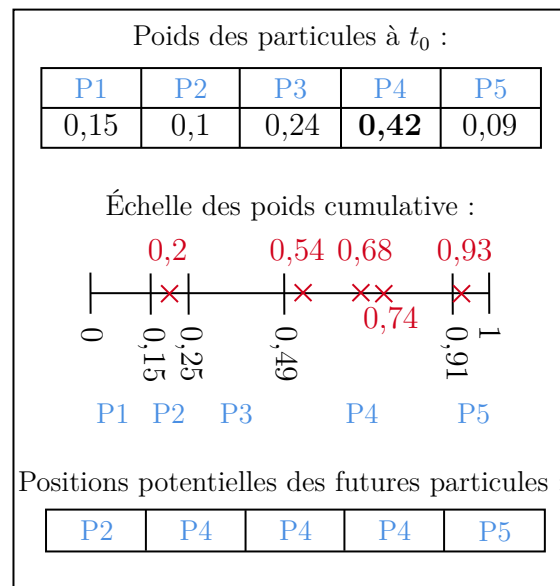 Poids des particules à t0 :
P1 P2 P3 P4 P5
0,15 0,1 0,24 0,42 0,09
Échelle des poids cumulative :
0,2 0,54 0,68 0,93
0,74
0 0,15 0,25 0,49 0,91 1
P1 P2 P3 P4 P5
Positions potentielles des futures particules
P2 P4 P4 P4 P5